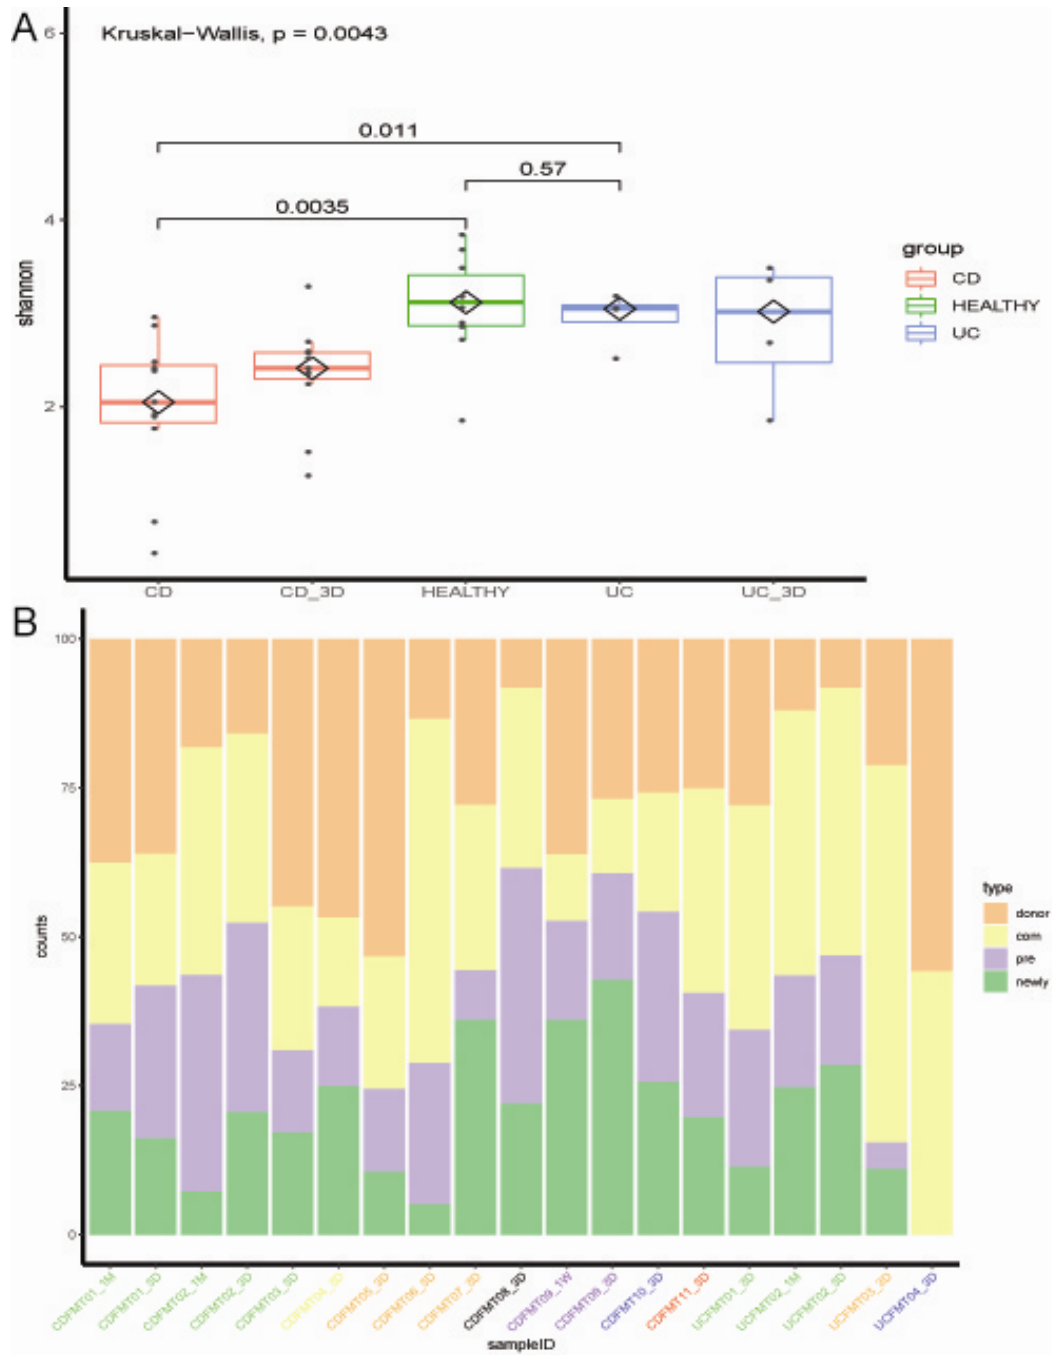 A
Kruskal-Wallis, p = 0.0043
6
4
2
shannon
0.011
0.57
0.0035
group
CD
HEALTHY
UC
CD CD_3D HEALTHY UC UC_3D
B
100
75
50
25
0
counts
type
donor
com
pre
newly
CDFMT01_1M CDFMT01_3D CDFMT02_1M CDFMT02_3D CDFMT03_3D CDFMT05_3D CDFMT06_3D CDFMT07_3D CDFMT08_3D CDFMT09_1W CDFMT09_3D CDFMT10_3D CDFMT11_3D UCFMT01_3D UCFMT02_1M UCFMT02_3D UCFMT03_3D UCFMT04_3D
sampleID